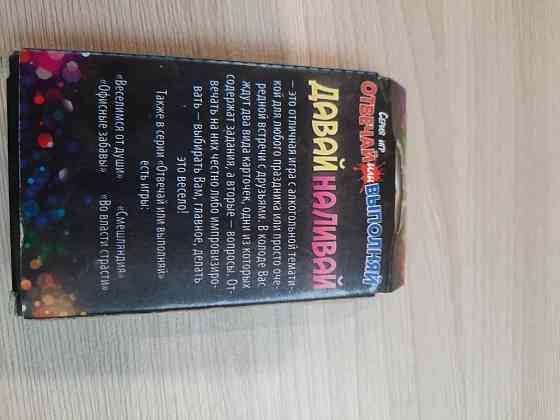 Серия игр
ОТВЕЧАЙ или ВЫПОЛНЯЙ
ДАВАЙ НАЛИВАЙ
— это отличная игра с алкогольной темати-
кой для любого праздника или просто оче-
редной встречи с друзьями. В колоде Вас
ждут два вида карточек, одни из которых
содержат задания, а вторые — вопросы. От-
вечать на них честно либо импровизиро-
вать — выбирать Вам. Главное, делать
это весело!
Также в серии «Отвечай или выполняй»
есть игры:
«Веселимся от души» «Смешляндия»
«Офисные забавы» «Во власти страсти»